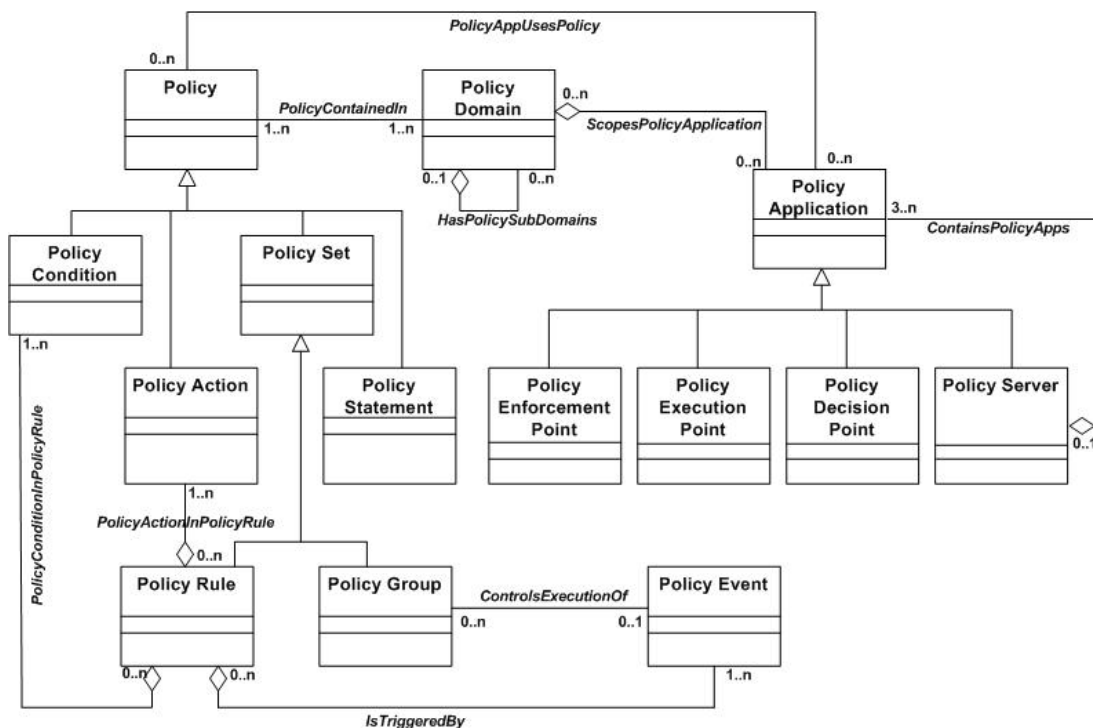 PolicyAppUsesPolicy
0..n
Policy
PolicyContainedIn
1..n
1..n
Policy
Domain
0..n
ScopesPolicyApplication
0..1
0..n
HasPolicySubDomains
0..n
0..n
Policy
Application
3..n
ContainsPolicyApps
Policy
Condition
Policy Set
1..n
Policy Action
Policy
Statement
Policy
Enforcement
Point
Policy
Execution
Point
Policy
Decision
Point
Policy Server
0..1
PolicyConditionInPolicyRule
1..n
PolicyActionInPolicyRule
0..n
Policy Rule
Policy Group
ControlsExecutionOf
0..n
0..1
Policy Event
0..n
0..n
1..n
IsTriggeredBy